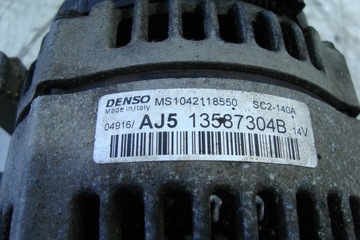 DENSO MS1042118550 SC2-140A
Made in Italy
04916/ AJ5 13587304B 14V